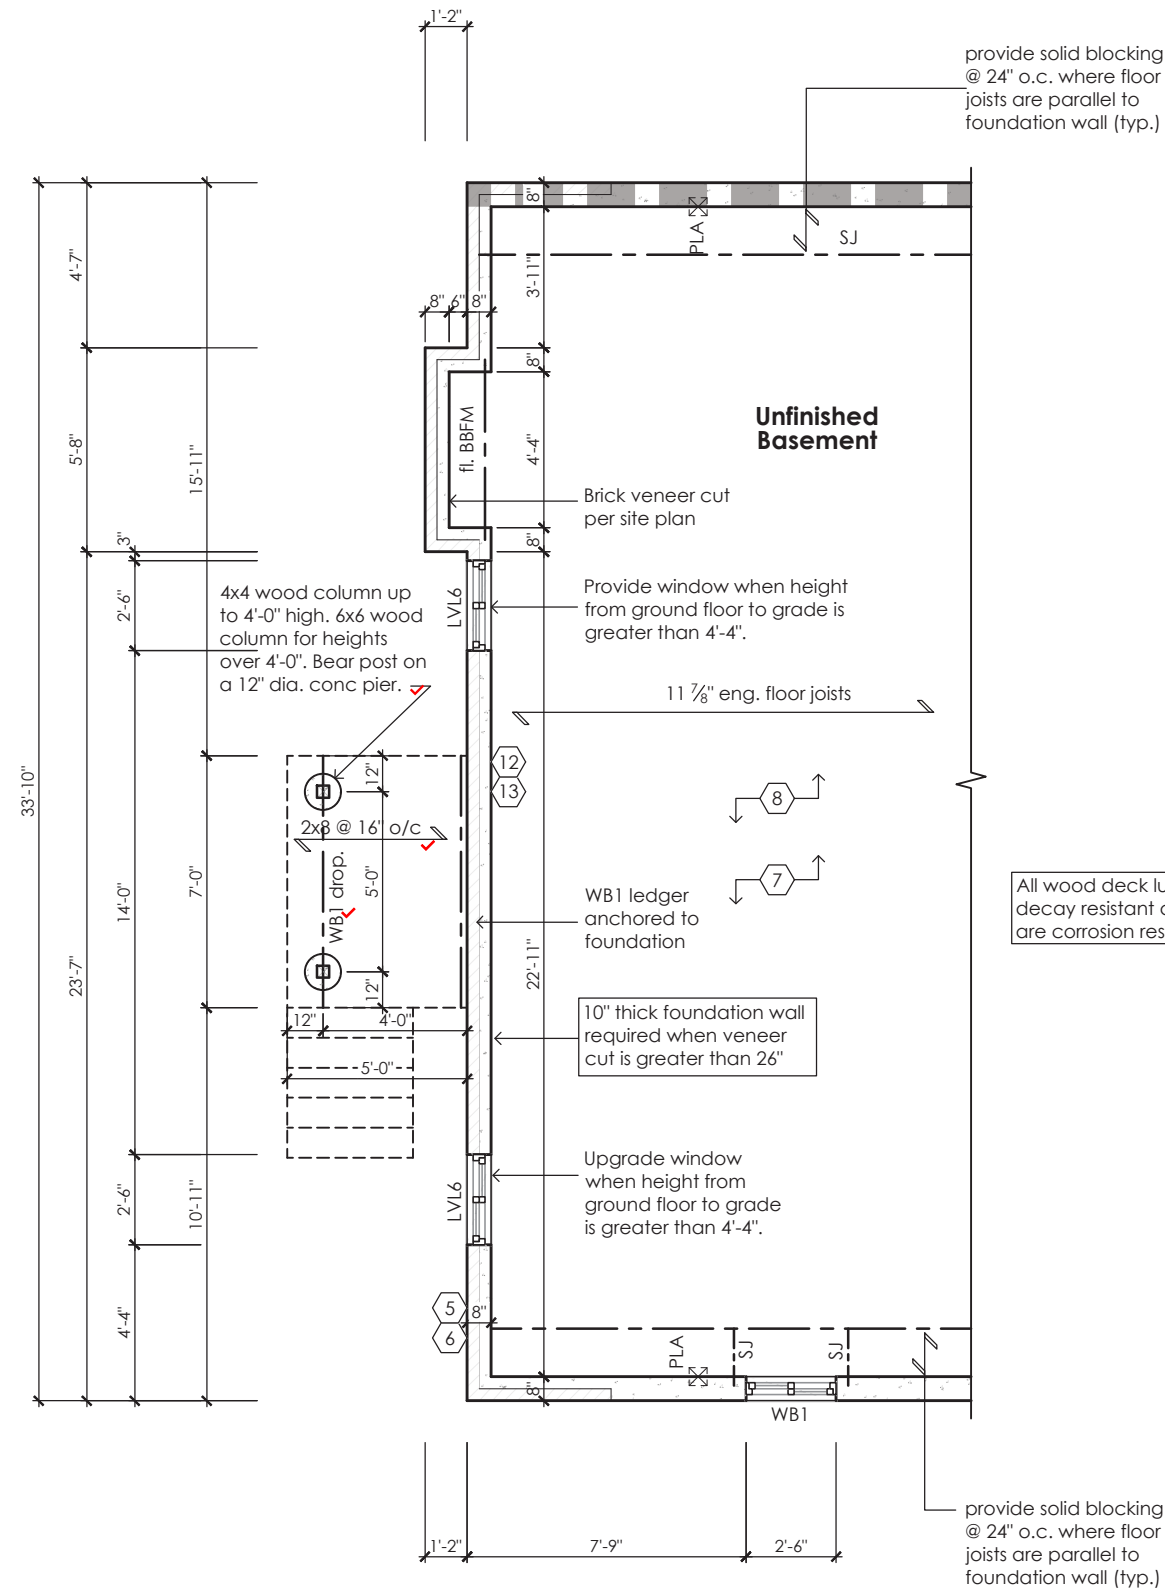 1'-2"
provide solid blocking
@ 24" o.c. where floor
joists are parallel to
foundation wall (typ.)
8"
PLA
SJ
4'-7"
3'-11"
8" 6" 8"
8"
Unfinished
Basement
5'-8"
15'-11"
fl. BBFM
4'-4"
Brick veneer cut
per site plan
3"
8"
4x4 wood column up
to 4'-0" high. 6x6 wood
column for heights
over 4'-0". Bear post on
a 12" dia. conc pier.
2'-6"
LVL6
Provide window when height
from ground floor to grade is
greater than 4'-4".
11 ⅞" eng. floor joists
33'-10"
12"
12
13
8
2x8 @ 16" o/c
WB1 drop.
5'-0"
7
14'-0"
7'-0"
WB1 ledger
anchored to
foundation
All wood deck lu
decay resistant
are corrosion res
23'-7"
12"
22'-11"
12" 4'-0"
10" thick foundation wall
required when veneer
cut is greater than 26"
5'-0"
2'-6"
10'-11"
LVL6
Upgrade window
when height from
ground floor to grade
is greater than 4'-4".
4'-4"
5
6
8"
PLA
SJ
SJ
8"
WB1
1'-2" 7'-9" 2'-6"
provide solid blocking
@ 24" o.c. where floor
joists are parallel to
foundation wall (typ.)